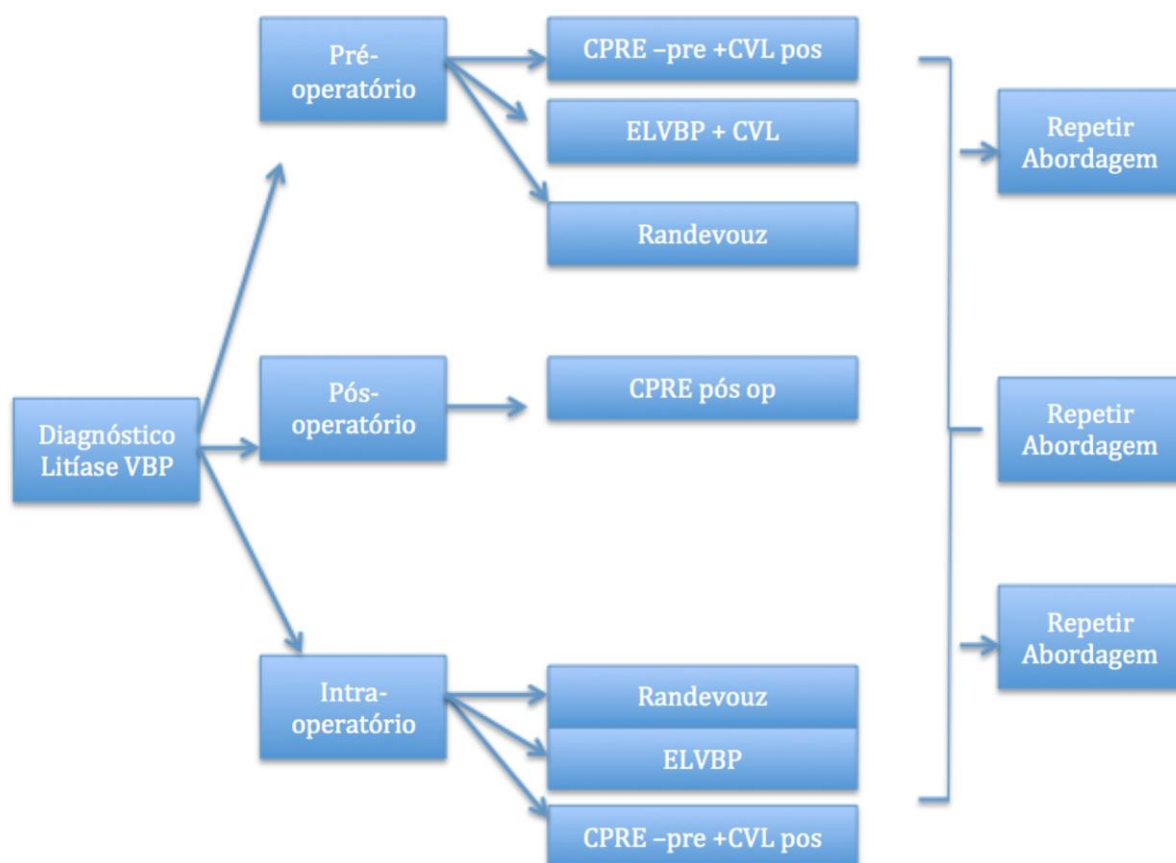 Pré-
operatório
CPRE –pre +CVL pos
ELVBP + CVL
Randevouz
Repetir
Abordagem
Diagnóstico
Litíase VBP
Pós-
operatório
CPRE pós op
Repetir
Abordagem
Intra-
operatório
Randevouz
ELVBP
CPRE –pre +CVL pos
Repetir
Abordagem